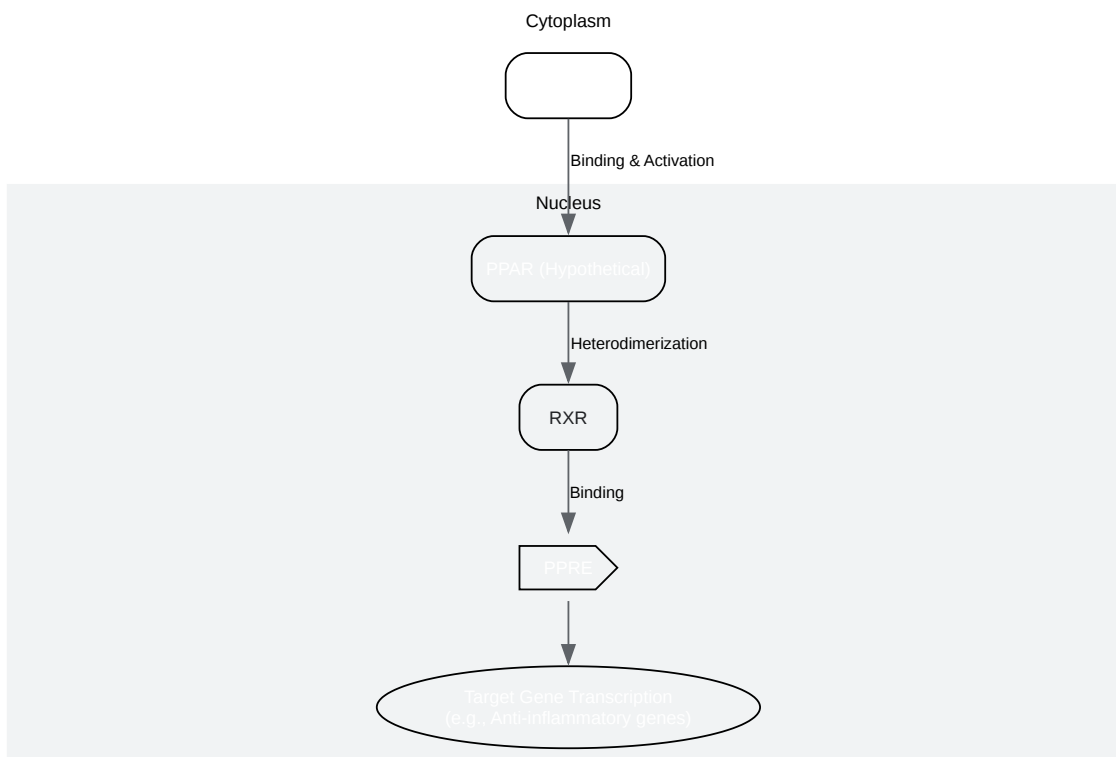 Cytoplasm
Binding & Activation
Nucleus
PPAR (Hypothetical)
Heterodimerization
RXR
Binding
PPRE
Target Gene Transcription
(e.g., Anti-inflammatory genes)